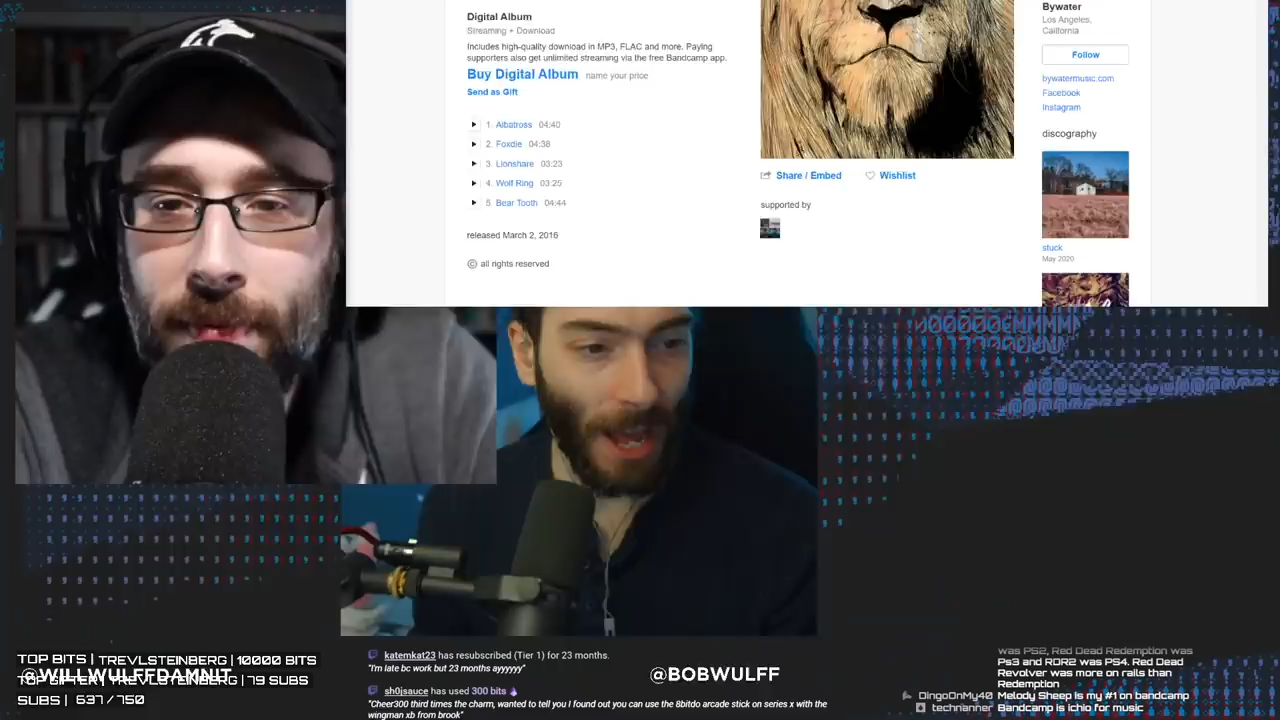 Digital Album
Streaming + Download
Includes high-quality download in MP3, FLAC and more. Paying
supporters also get unlimited streaming via the free Bandcamp app.
Buy Digital Album name your price
Send as Gift
1. Albatross 04:40
2. Foxdie 04:38
3. Lionshare 03:23
4. Wolf Ring 03:25
5. Bear Tooth 04:44
released March 2, 2016
© all rights reserved
Share / Embed
Wishlist
supported by
Bywater
Los Angeles,
California
Follow
bywatermusic.com
Facebook
Instagram
discography
stuck
May 2020
TOP BITS | TREVLSTEINBERG | 10000 BITS
@WILLWULFFDAMNIT
TOP GIFTER | TREVLSTEINBERG | 79 SUBS
SUBS | 637 / 750
katemkat23 has resubscribed (Tier 1) for 23 months.
"I'm late bc work but 23 months ayyyyy"
sh0jsauce has used 300 bits
"Cheer300 third times the charm, wanted to tell you I found out you can use the 8bitdo arcade stick on series x with the
wingman xb from brook"
@BOBWULFF
was PS2, Red Dead Redemption was
Ps3 and RDR2 was PS4. Red Dead
Revolver was more on rails than
Redemption
DingoOnMy40 Melody Sheep is my #1 on bandcamp
technanner Bandcamp is ichio for music